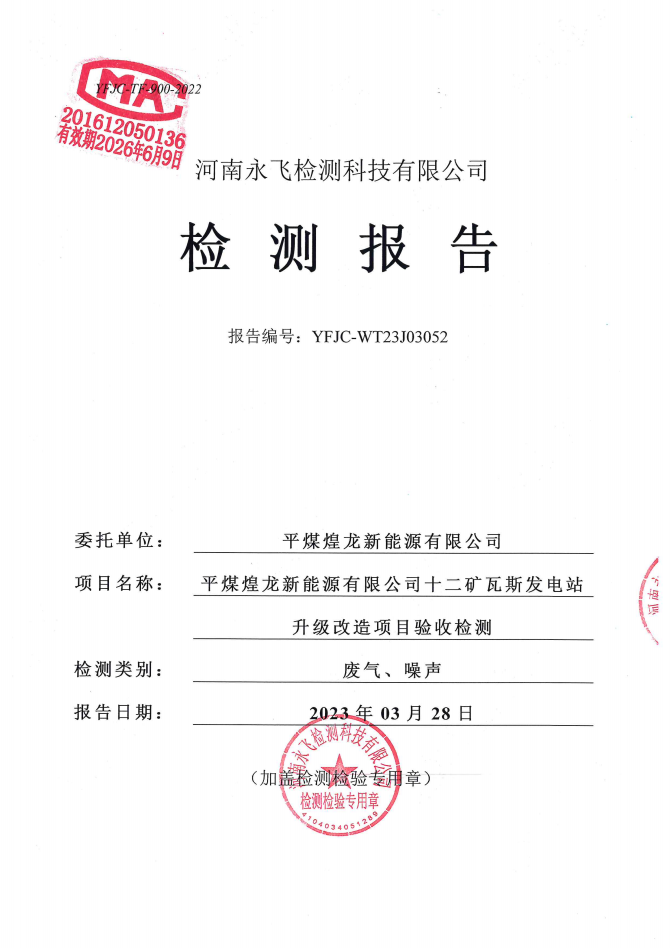 MA
YFJC-TF-900-2022
201612050136
有效期2026年6月9日
河南永飞检测科技有限公司
检测报告
报告编号：YFJC-WT23J03052
委托单位：平煤煌龙新能源有限公司
项目名称：平煤煌龙新能源有限公司十二矿瓦斯发电站
升级改造项目验收检测
检测类别：废气、噪声
报告日期：2023 年 03 月 28 日
（加盖检测检验专用章）
河南永飞检测科技有限公司
检测检验专用章
4104034051289